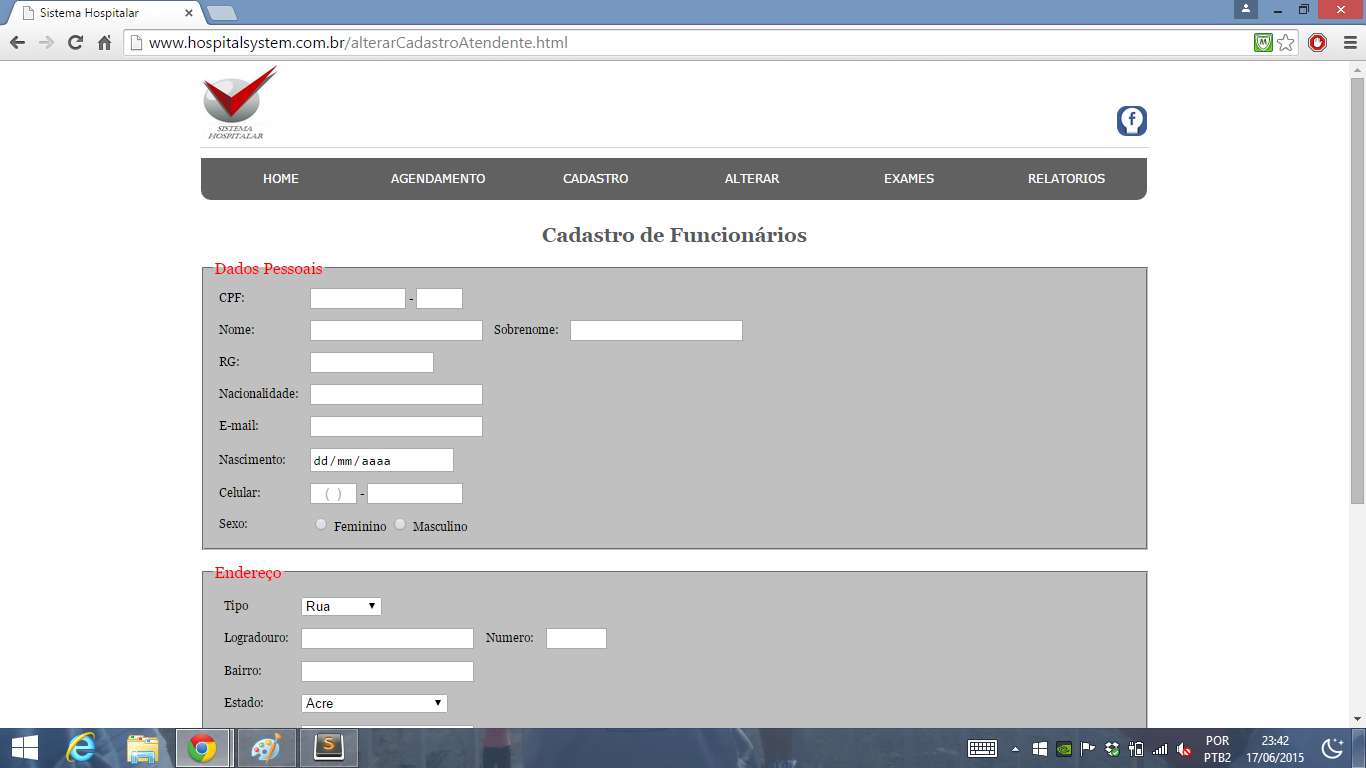 Sistema Hospitalar
www.hospitalsystem.com.br/alterarCadastroAtendente.html
SISTEMA
HOSPITALAR
f
HOME AGENDAMENTO CADASTRO ALTERAR EXAMES RELATORIOS
Cadastro de Funcionários
Dados Pessoais
CPF: -
Nome: Sobrenome:
RG:
Nacionalidade:
E-mail:
Nascimento: dd/mm/aaaa
Celular: ( ) -
Sexo: Feminino Masculino
Endereço
Tipo Rua
Logradouro: Numero:
Bairro:
Estado: Acre
S
POR 23:42
PTB2 17/06/2015